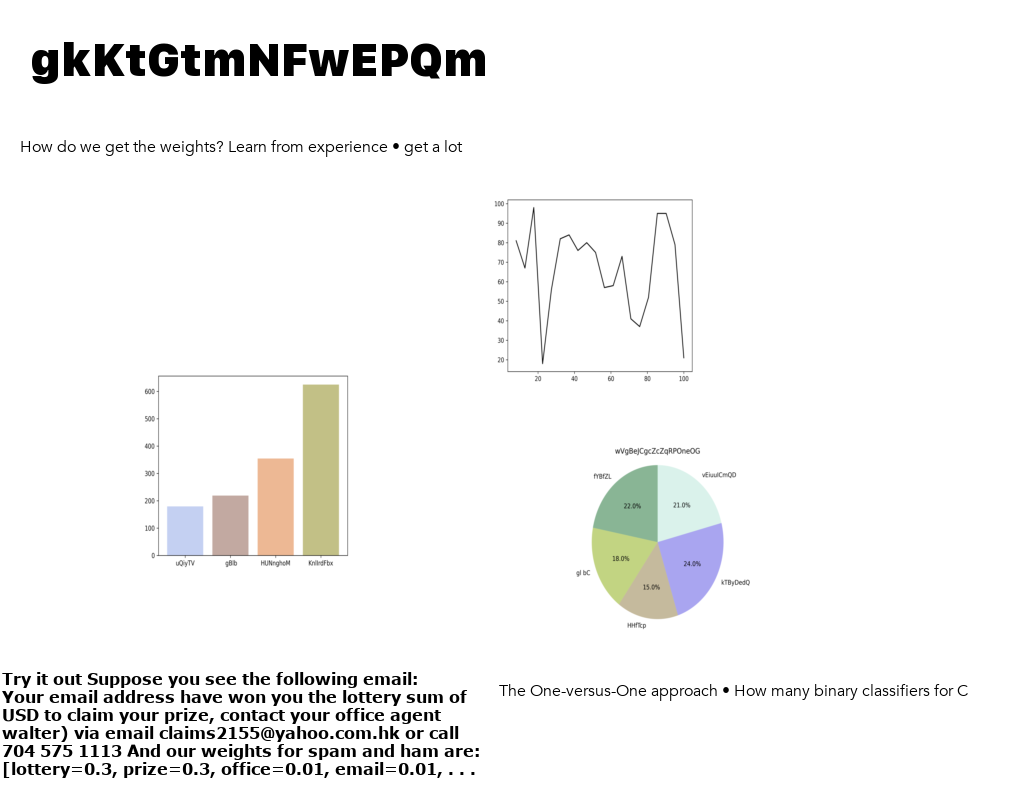 gkKtGtmNFwEPQm
How do we get the weights? Learn from experience • get a lot
100
90
80
70
60
50
40
30
20
20 40 60 80 100
600
500
400
300
200
100
0
uQiyTV gBIb HUNnghoM KnIIrdFbx
wVgBeJCgcZcZqRPOneOG
fYBfZL vEiuuICmQD
22.0% 21.0%
18.0% 24.0%
15.0%
gI bC kTByDedQ
HHfTcp
Try it out Suppose you see the following email:
Your email address have won you the lottery sum of
USD to claim your prize, contact your office agent
walter) via email claims2155@yahoo.com.hk or call
704 575 1113 And our weights for spam and ham are:
[lottery=0.3, prize=0.3, office=0.01, email=0.01, . . .
The One-versus-One approach • How many binary classifiers for C